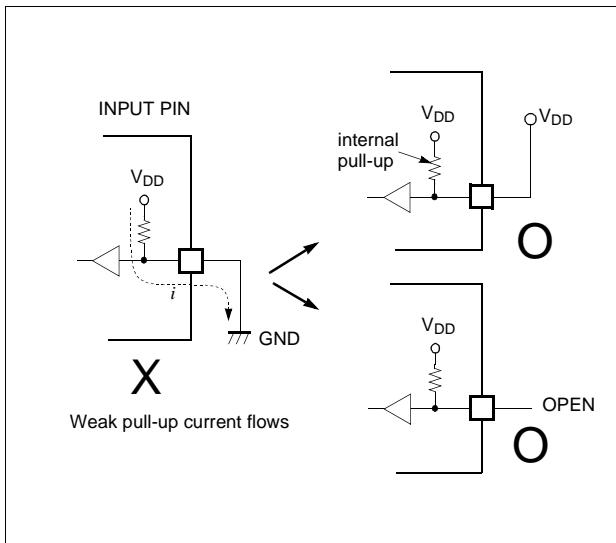 INPUT PIN
VDD
i
GND
X
Weak pull-up current flows
internal
pull-up
VDD
VDD
O
VDD
OPEN
O